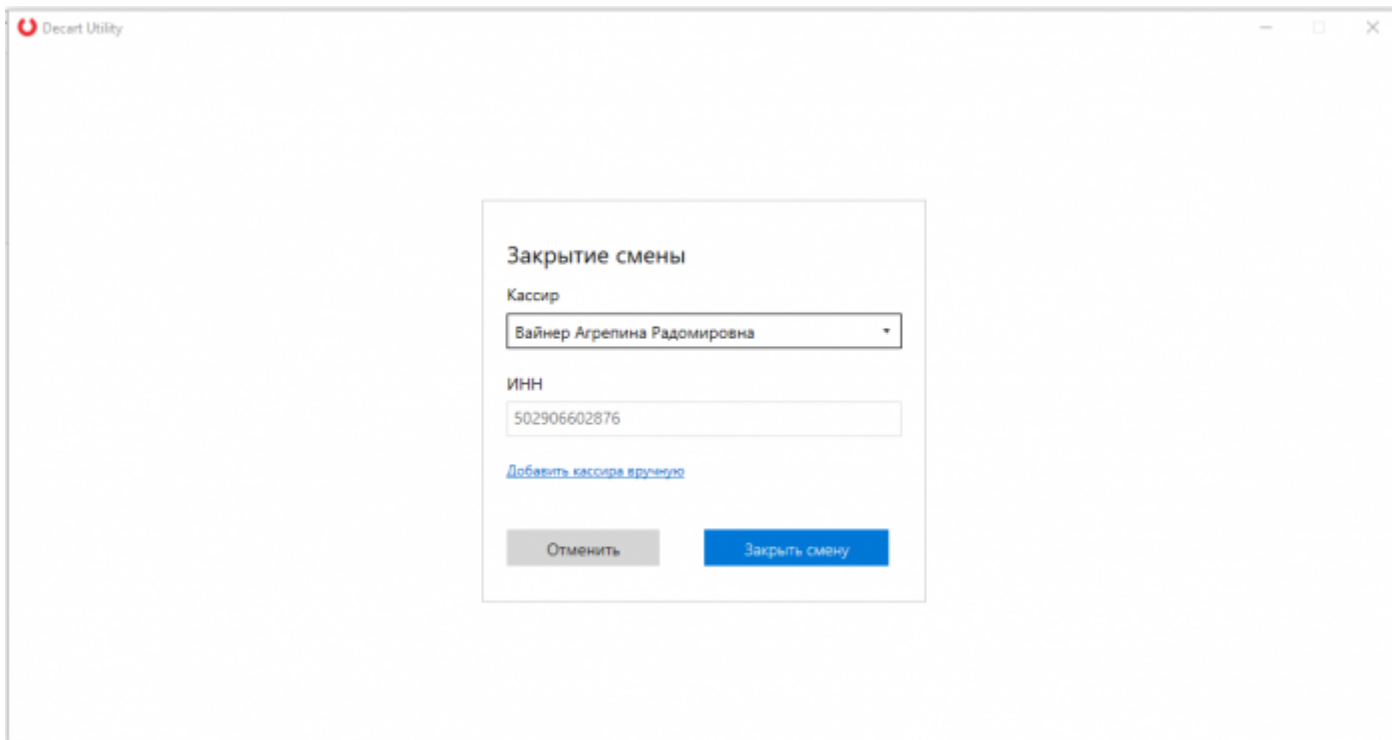 Decart Utility
Закрытие смены
Кассир
Вайнер Агрепина Радомировна
ИНН
502906602876
Добавить кассира вручную
Отменить
Закрыть смену